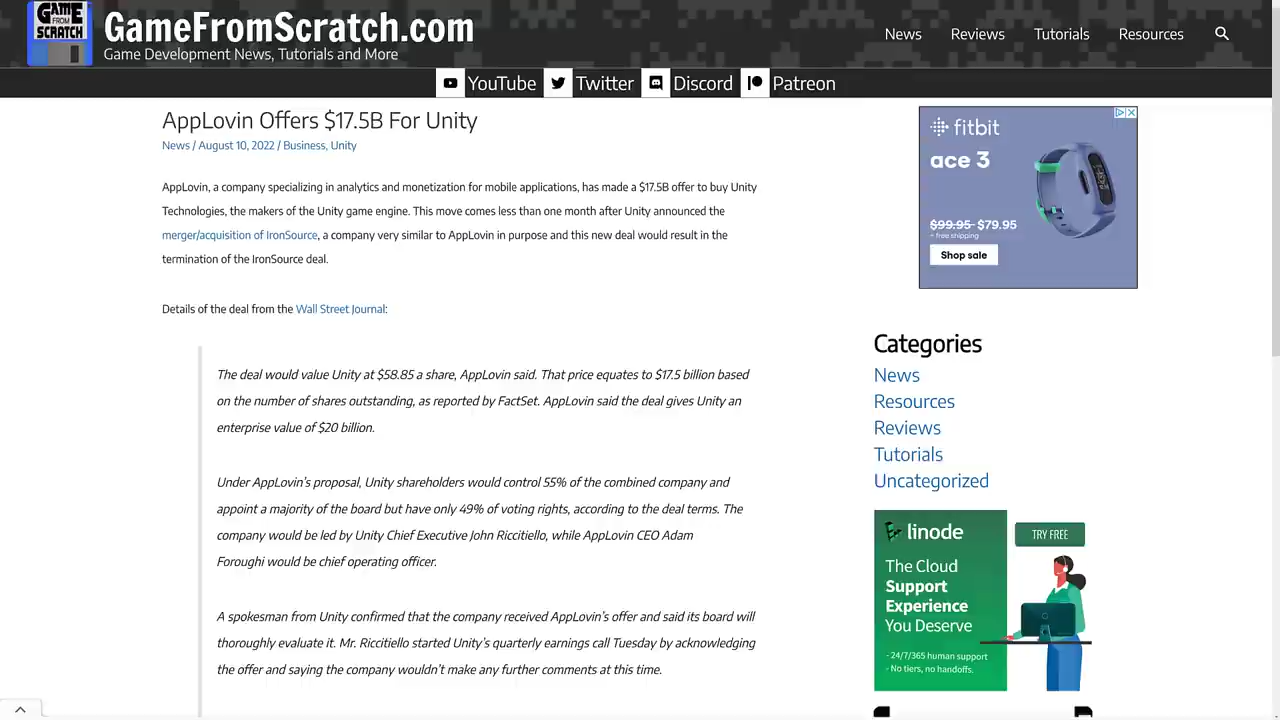 GAME
FROM
SCRATCH
GameFromScratch.com
Game Development News, Tutorials and More
News
Reviews
Tutorials
Resources
YouTube
Twitter
Discord
Patreon
AppLovin Offers $17.5B For Unity
News / August 10, 2022 / Business, Unity
AppLovin, a company specializing in analytics and monetization for mobile applications, has made a $17.5B offer to buy Unity
Technologies, the makers of the Unity game engine. This move comes less than one month after Unity announced the
merger/acquisition of IronSource, a company very similar to AppLovin in purpose and this new deal would result in the
termination of the IronSource deal.
Details of the deal from the Wall Street Journal:
The deal would value Unity at $58.85 a share, AppLovin said. That price equates to $17.5 billion based
on the number of shares outstanding, as reported by FactSet. AppLovin said the deal gives Unity an
enterprise value of $20 billion.
Under AppLovin's proposal, Unity shareholders would control 55% of the combined company and
appoint a majority of the board but have only 49% of voting rights, according to the deal terms. The
company would be led by Unity Chief Executive John Riccitiello, while AppLovin CEO Adam
Foroughi would be chief operating officer.
A spokesman from Unity confirmed that the company received AppLovin's offer and said its board will
thoroughly evaluate it. Mr. Riccitiello started Unity's quarterly earnings call Tuesday by acknowledging
the offer and saying the company wouldn't make any further comments at this time.
fitbit
ace 3
$99.95 $79.95
+ free shipping
Shop sale
Categories
News
Resources
Reviews
Tutorials
Uncategorized
linode
TRY FREE
The Cloud
Support
Experience
You Deserve
- 24/7/365 human support
- No tiers, no handoffs.